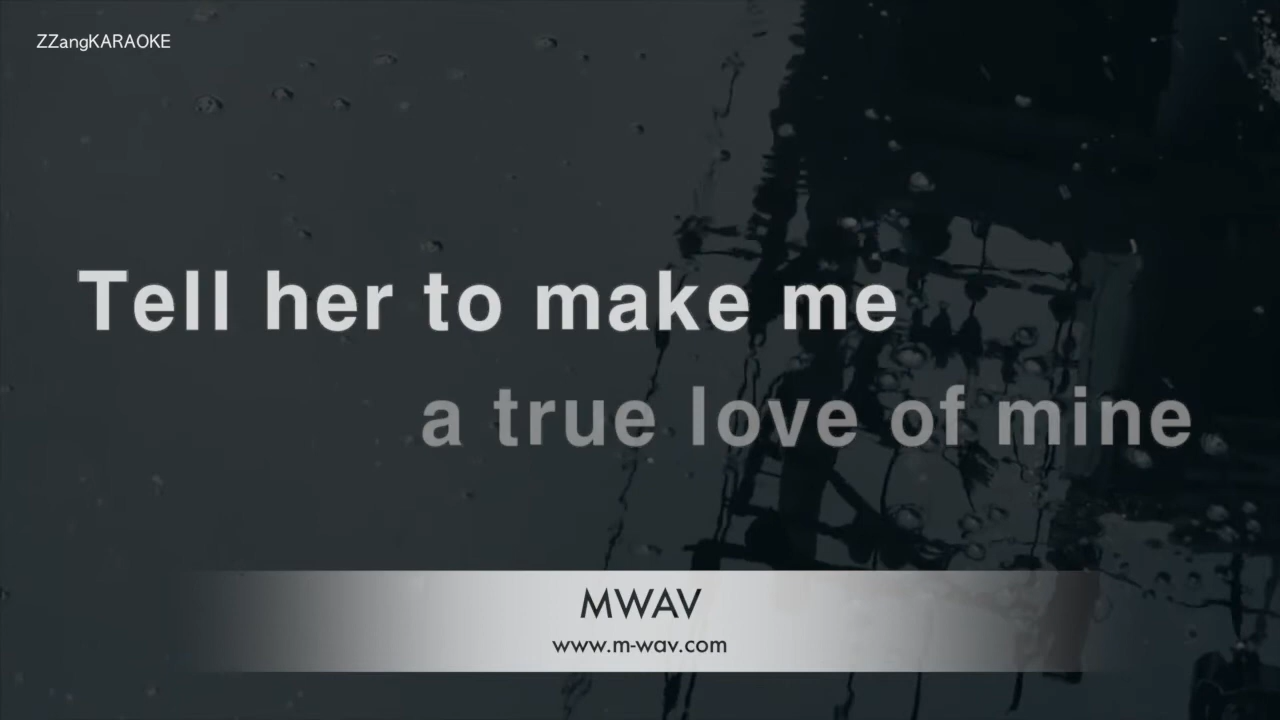 ZZangKARAOKE
Tell her to make me
a true love of mine
MWAV
www.m-wav.com